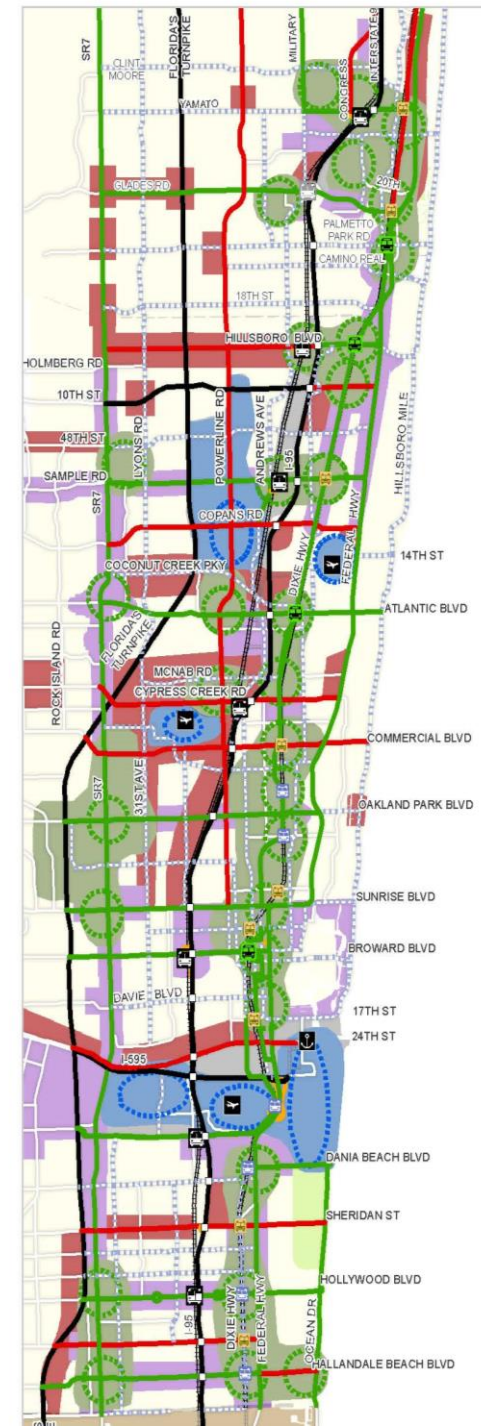 SR7
FLORIDA'S
TURNPIKE
MILITARY
CONGRESS
CLINT
MOORE
YAMATO
GLADES RD
20TH
PALMETTO
PARK RD
CAMINO REAL
18TH ST
HILLSBORO BLVD
HOLMBERG RD
10TH ST
LYONS RD
POWERLINE RD
ANDREWS AVE
HILLSBORO MILE
48TH ST
I-95
SAMPLE RD
SR7
COPANS RD
DIXIE HWY
FEDERAL HWY
14TH ST
COCONUT CREEK PKY
ATLANTIC BLVD
FLORIDA'S
TURNPIKE
ROCK ISLAND RD
MCNAB RD
CYPRESS CREEK RD
COMMERCIAL BLVD
SR7
31ST AVE
OAKLAND PARK BLVD
SUNRISE BLVD
BROWARD BLVD
DAVIE BLVD
17TH ST
24TH ST
I-595
DANIA BEACH BLVD
SHERIDAN ST
HOLLYWOOD BLVD
I-95
DIXIE HWY
FEDERAL HWY
OCEAN DR
HALLANDALE BEACH BLVD